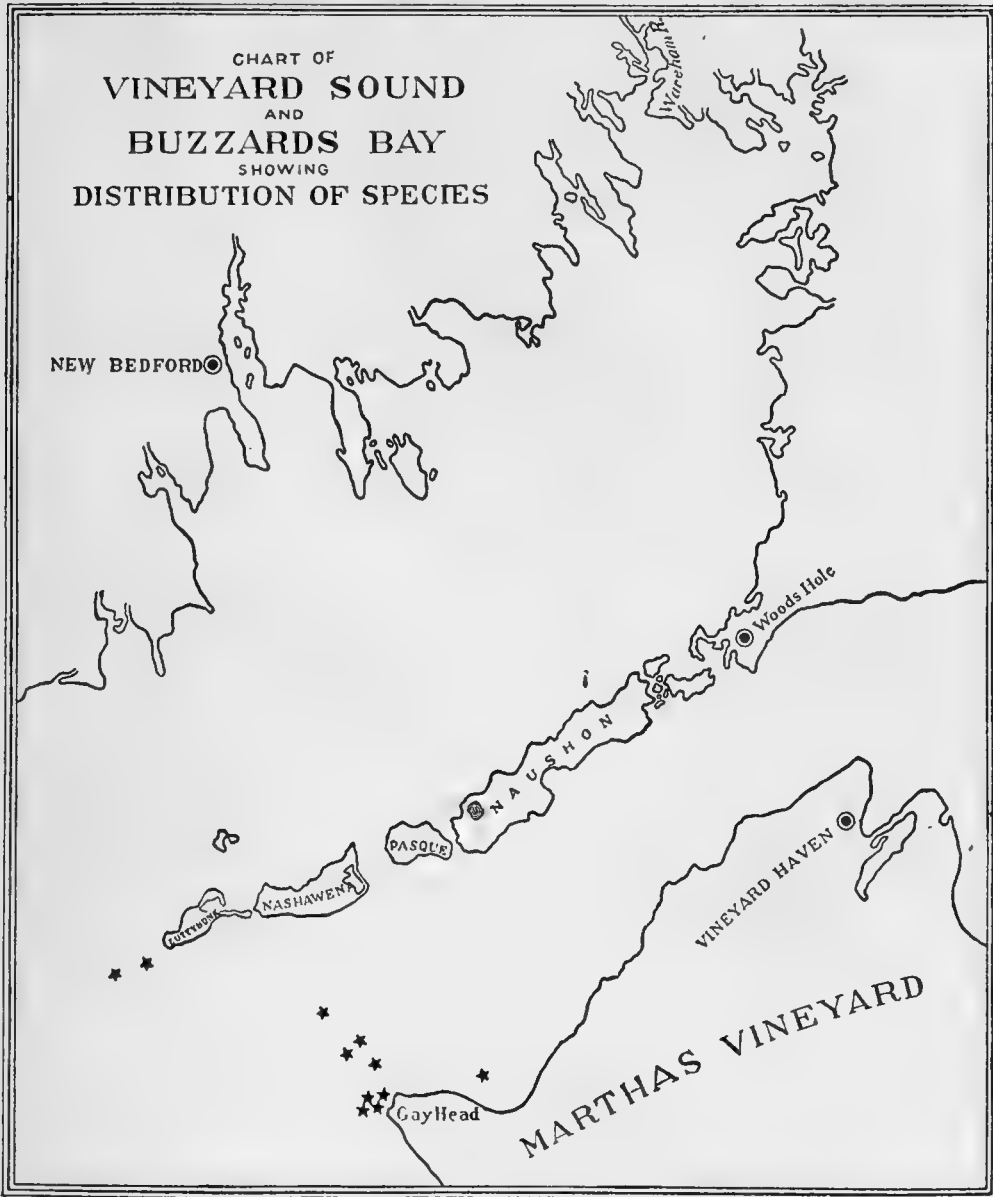 CHART OF
VINEYARD SOUND
AND
BUZZARDS BAY
SHOWING
DISTRIBUTION OF SPECIES
Wareham R.
NEW BEDFORD
Woods Hole
NAUSHON
PASQUE
NASHAWENA
CUTTYHUNK
VINEYARD HAVEN
MARTHAS VINEYARD
Gay Head